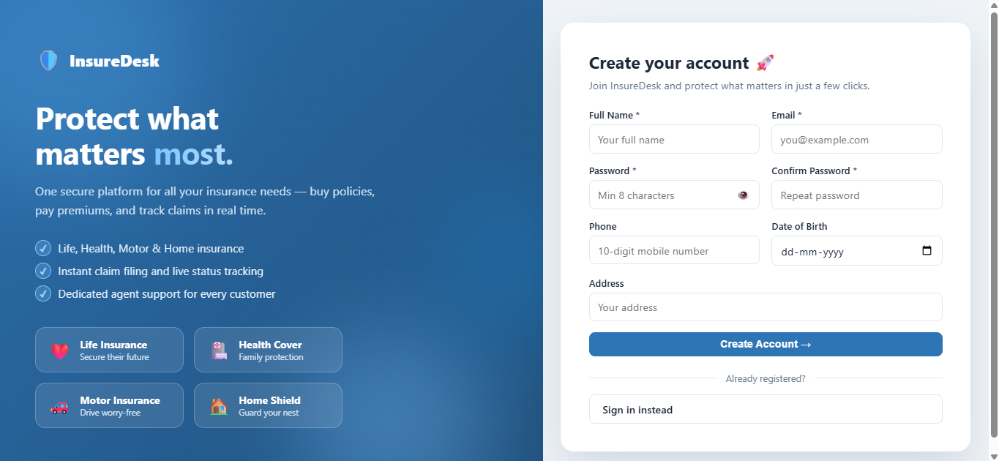 InsureDesk
Protect what
matters most.
One secure platform for all your insurance needs — buy policies,
pay premiums, and track claims in real time.
✓ Life, Health, Motor & Home insurance
✓ Instant claim filing and live status tracking
✓ Dedicated agent support for every customer
Life Insurance
Secure their future
Health Cover
Family protection
Motor Insurance
Drive worry-free
Home Shield
Guard your nest
Create your account 🚀
Join InsureDesk and protect what matters in just a few clicks.
Full Name *
Your full name
Email *
you@example.com
Password *
Min 8 characters
Confirm Password *
Repeat password
Phone
10-digit mobile number
Date of Birth
dd-mm-yyyy
Address
Your address
Create Account →
Already registered?
Sign in instead